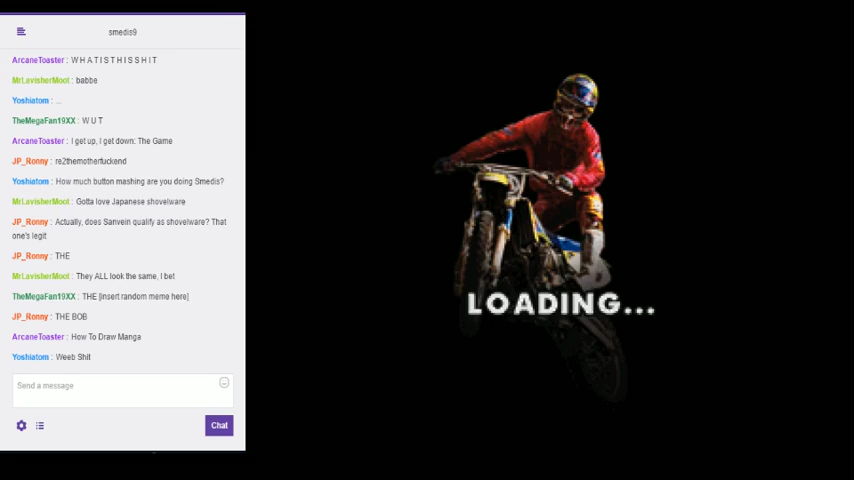 smedis9
ArcaneToaster : W H A T I S T H I S S H I T
MrLavisherMoot : babbe
Yoshiatom : ...
TheMegaFan19XX : W U T
ArcaneToaster : I get up, I get down: The Game
JP_Ronny : re2themotherfuckend
Yoshiatom : How much button mashing are you doing Smedis?
MrLavisherMoot : Gotta love Japanese shovelware
JP_Ronny : Actually, does Sanvein qualify as shovelware? That
one's legit
JP_Ronny : THE
MrLavisherMoot : They ALL look the same, I bet
TheMegaFan19XX : THE [insert random meme here]
JP_Ronny : THE BOB
ArcaneToaster : How To Draw Manga
Yoshiatom : Weeb Shit
Send a message
Chat
LOADING...